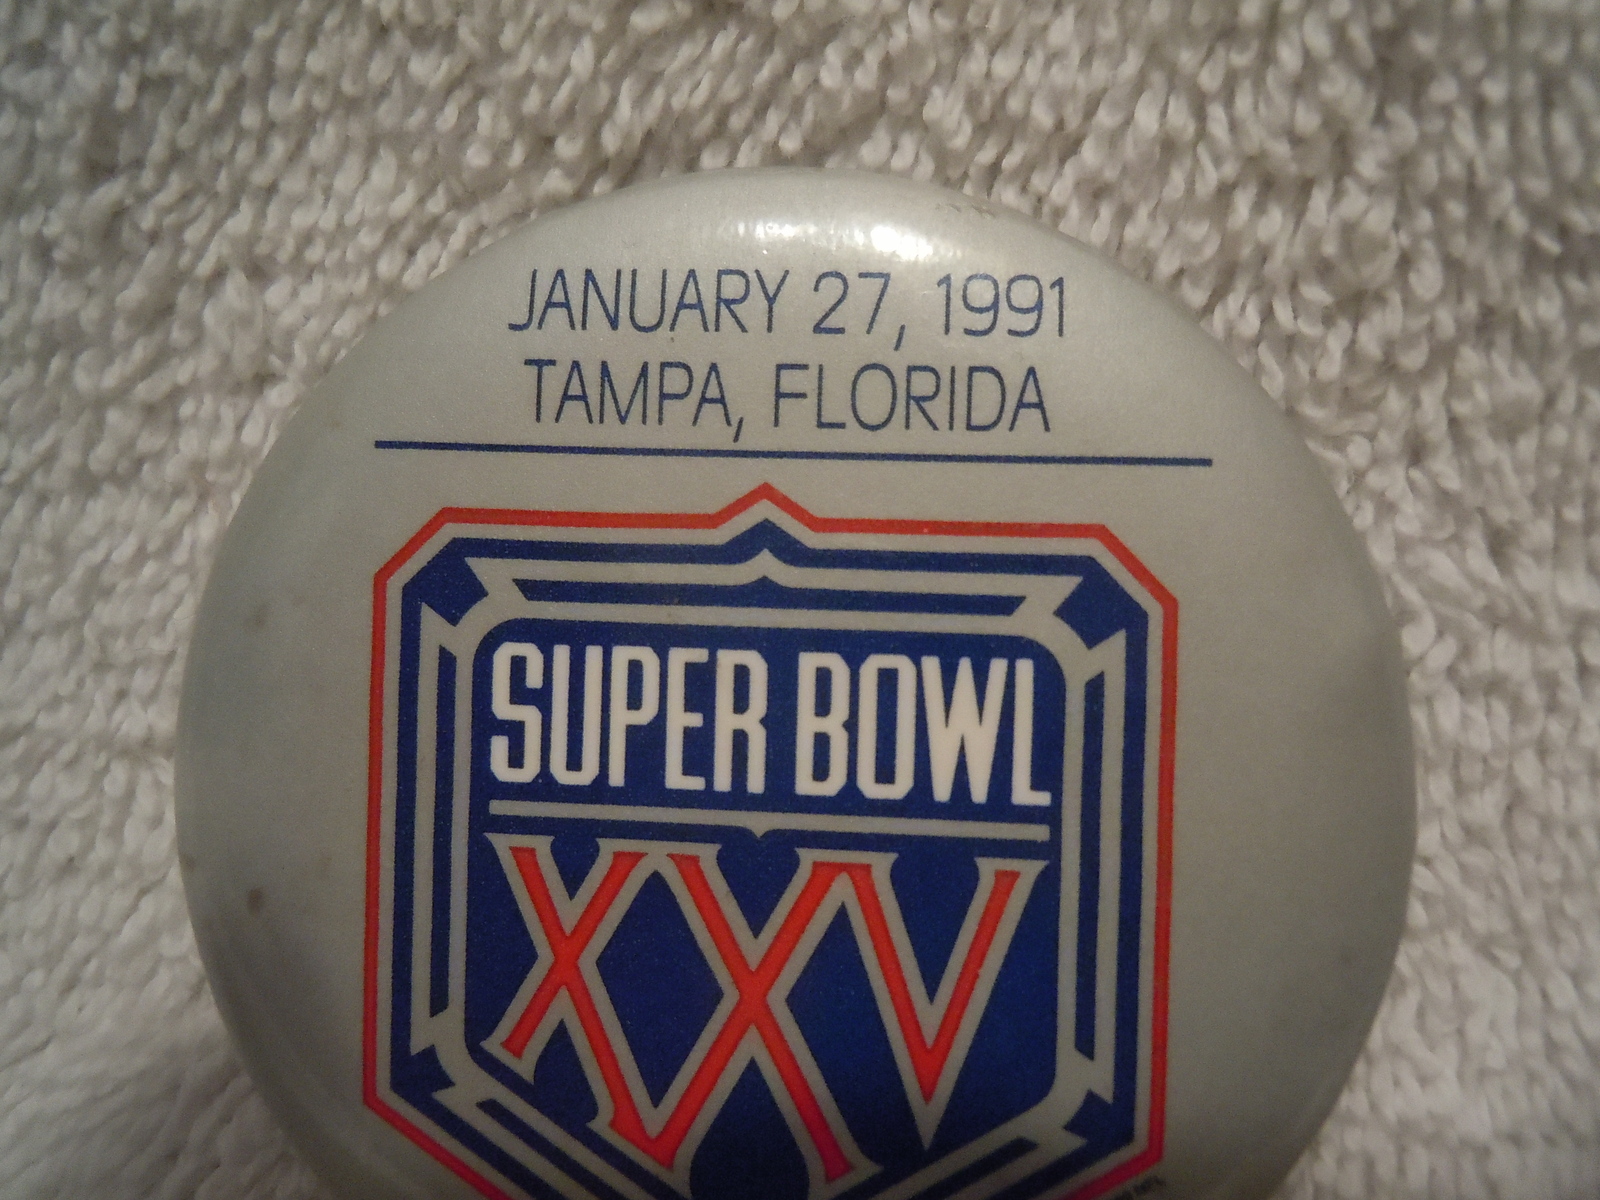 JANUARY 27, 1991
TAMPA, FLORIDA
SUPER BOWL
XXV